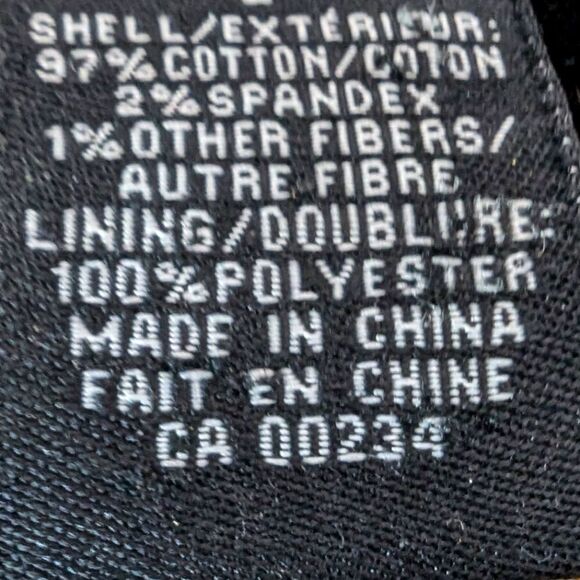 SHELL/EXTÉRIEUR:
97% COTTON/COTON
2% SPANDEX
1% OTHER FIBERS/
AUTRE FIBRE
LINING/DOUBLURE:
100% POLYESTER
MADE IN CHINA
FAIT EN CHINE
CA 00234